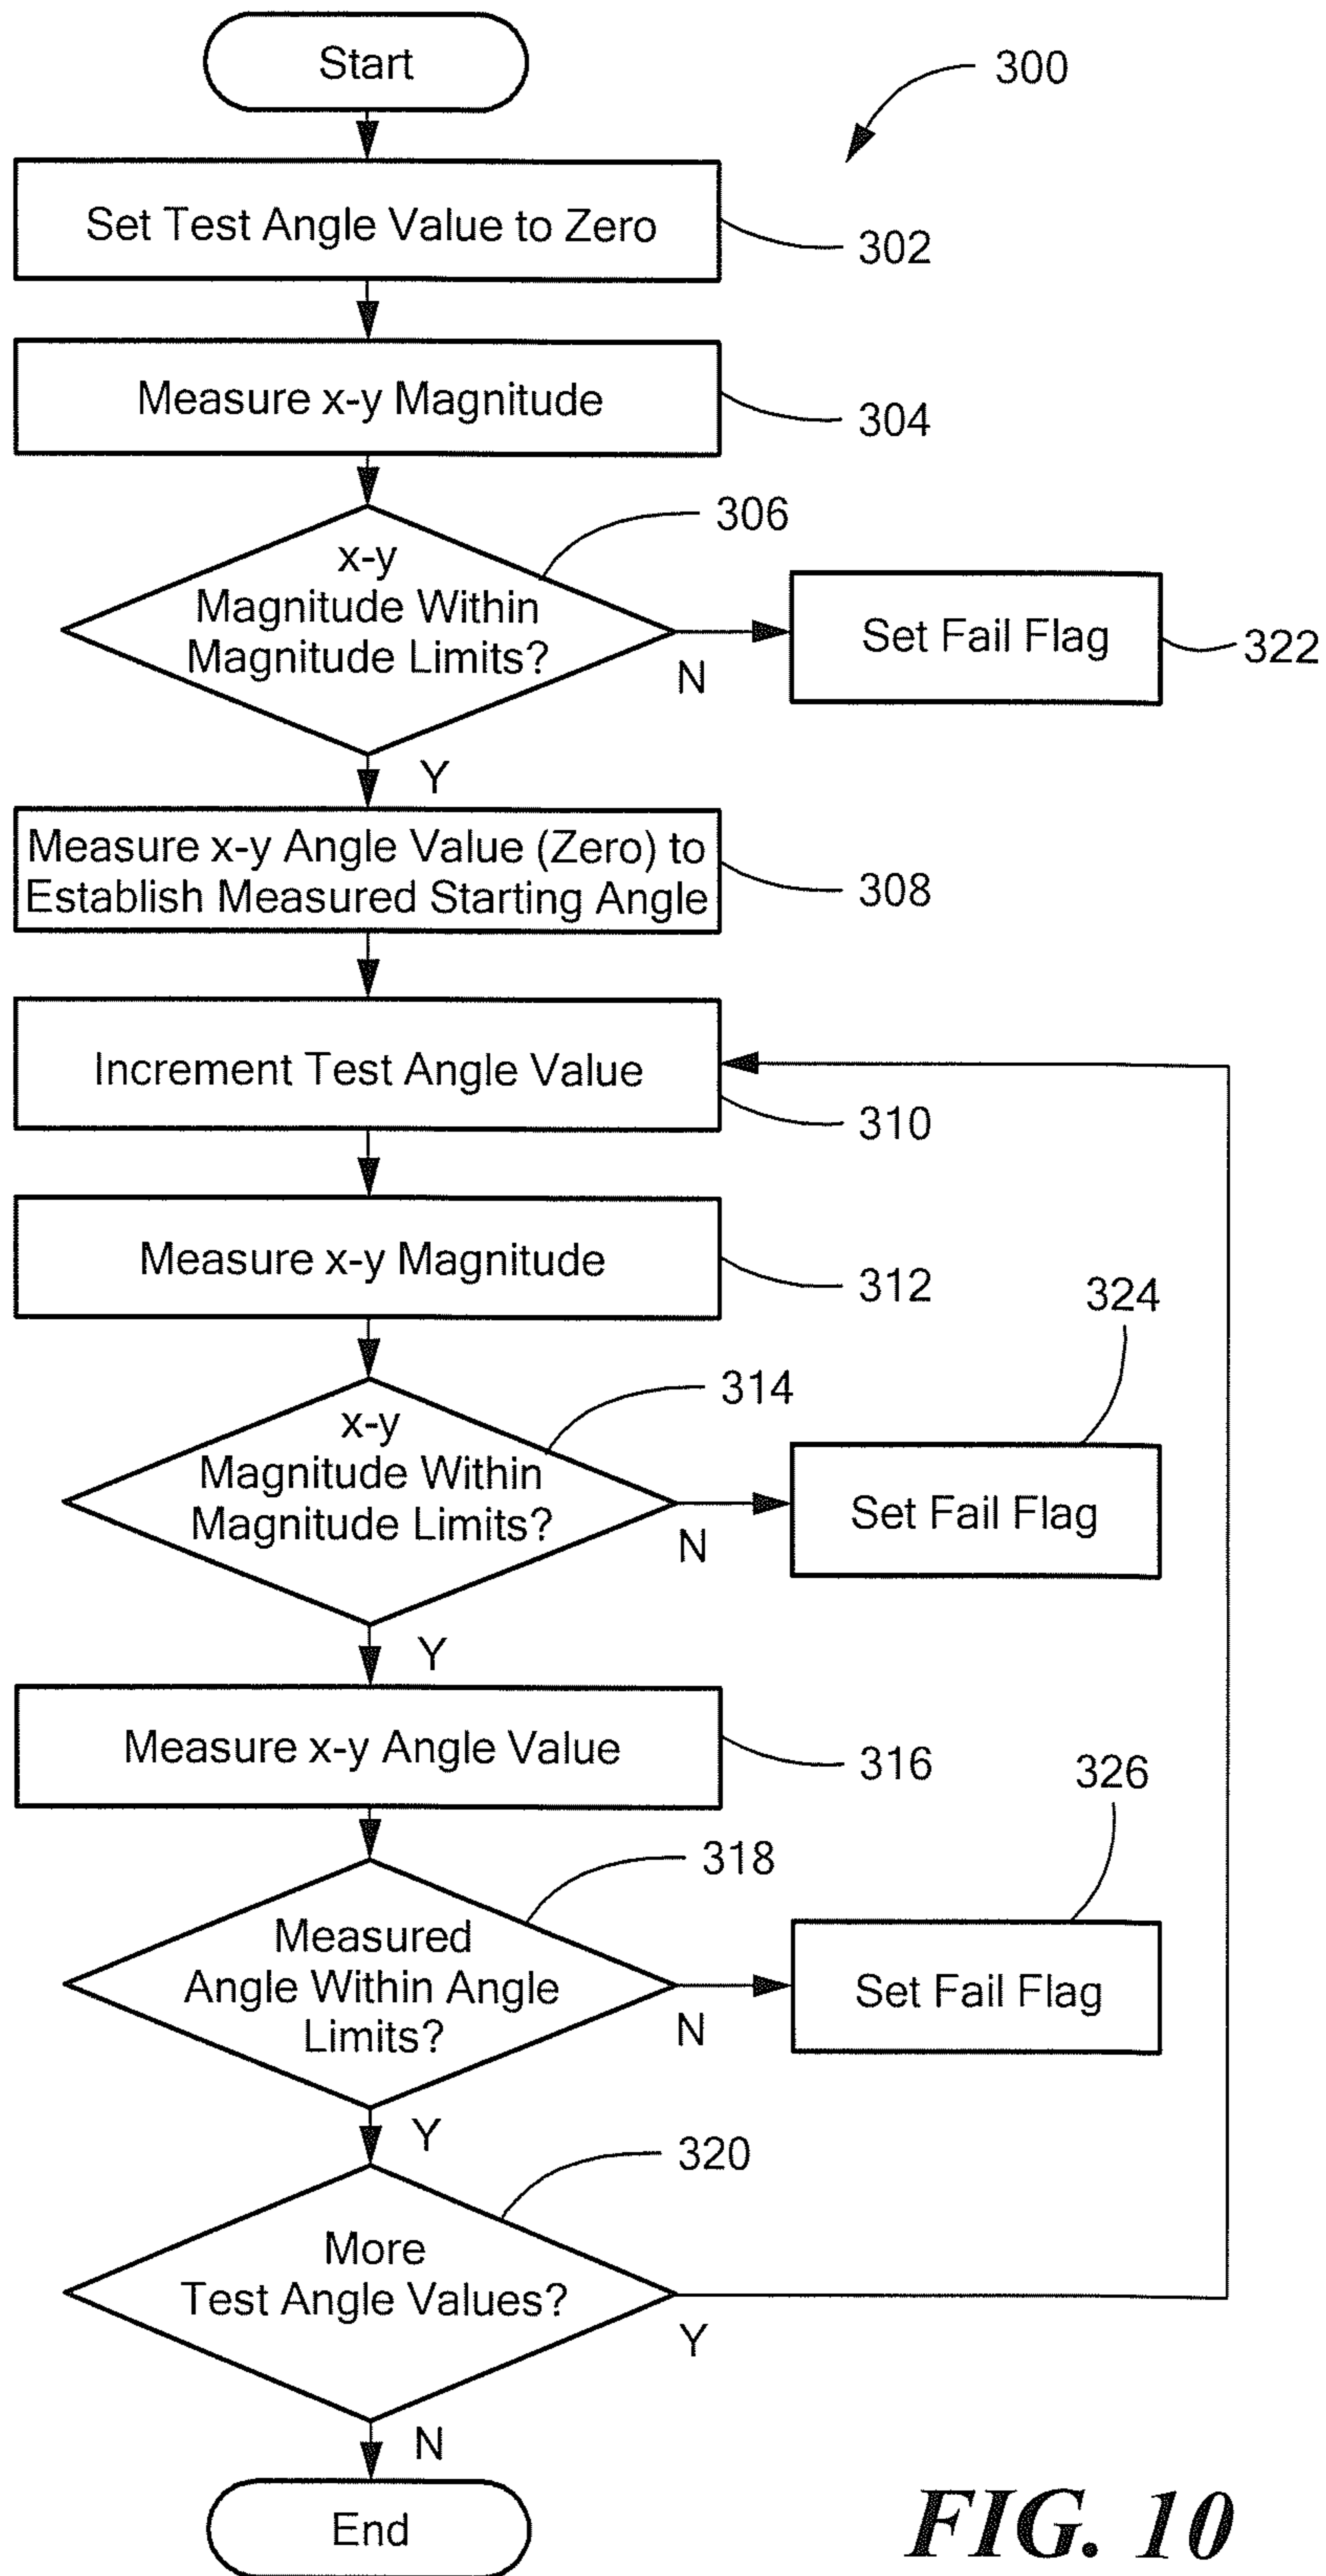 Start
300
Set Test Angle Value to Zero
302
Measure x-y Magnitude
304
306
x-y
Magnitude Within
Magnitude Limits?
N
Set Fail Flag
322
Y
Measure x-y Angle Value (Zero) to
Establish Measured Starting Angle
308
Increment Test Angle Value
310
Measure x-y Magnitude
312
324
314
x-y
Magnitude Within
Magnitude Limits?
N
Set Fail Flag
Y
Measure x-y Angle Value
316
326
318
Measured
Angle Within Angle
Limits?
N
Set Fail Flag
Y
320
More
Test Angle Values?
Y
N
End
FIG. 10